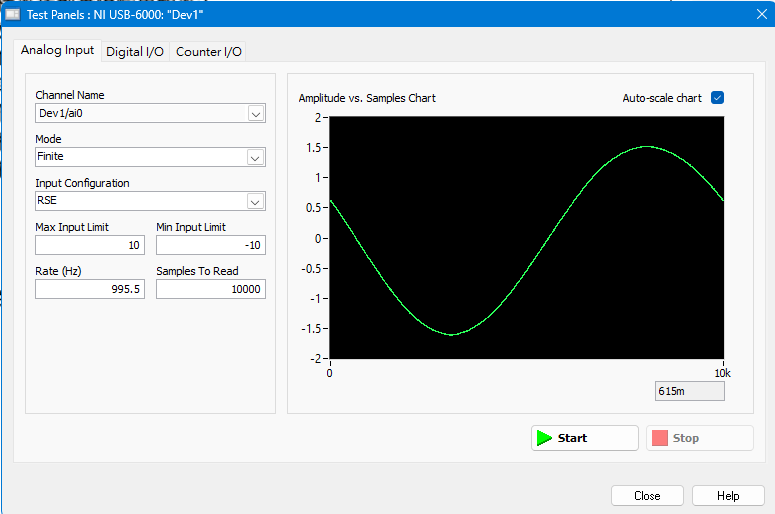 Test Panels : NI USB-6000: "Dev1"
Analog Input
Digital I/O
Counter I/O
Channel Name
Dev1/ai0
Mode
Finite
Input Configuration
RSE
Max Input Limit
Min Input Limit
10
-10
Rate (Hz)
Samples To Read
995.5
10000
Amplitude vs. Samples Chart
Auto-scale chart
2
1.5
1
0.5
0
-0.5
-1
-1.5
-2
0
10k
615m
Start
Stop
Close
Help